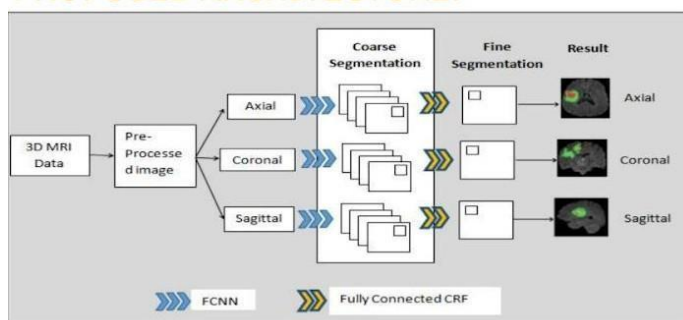 Coarse
Segmentation
Fine
Segmentation
Result
3D MRI
Data
Pre-
Processe
d image
Axial
Coronal
Sagittal
Axial
Coronal
Sagittal
FCNN
Fully Connected CRF